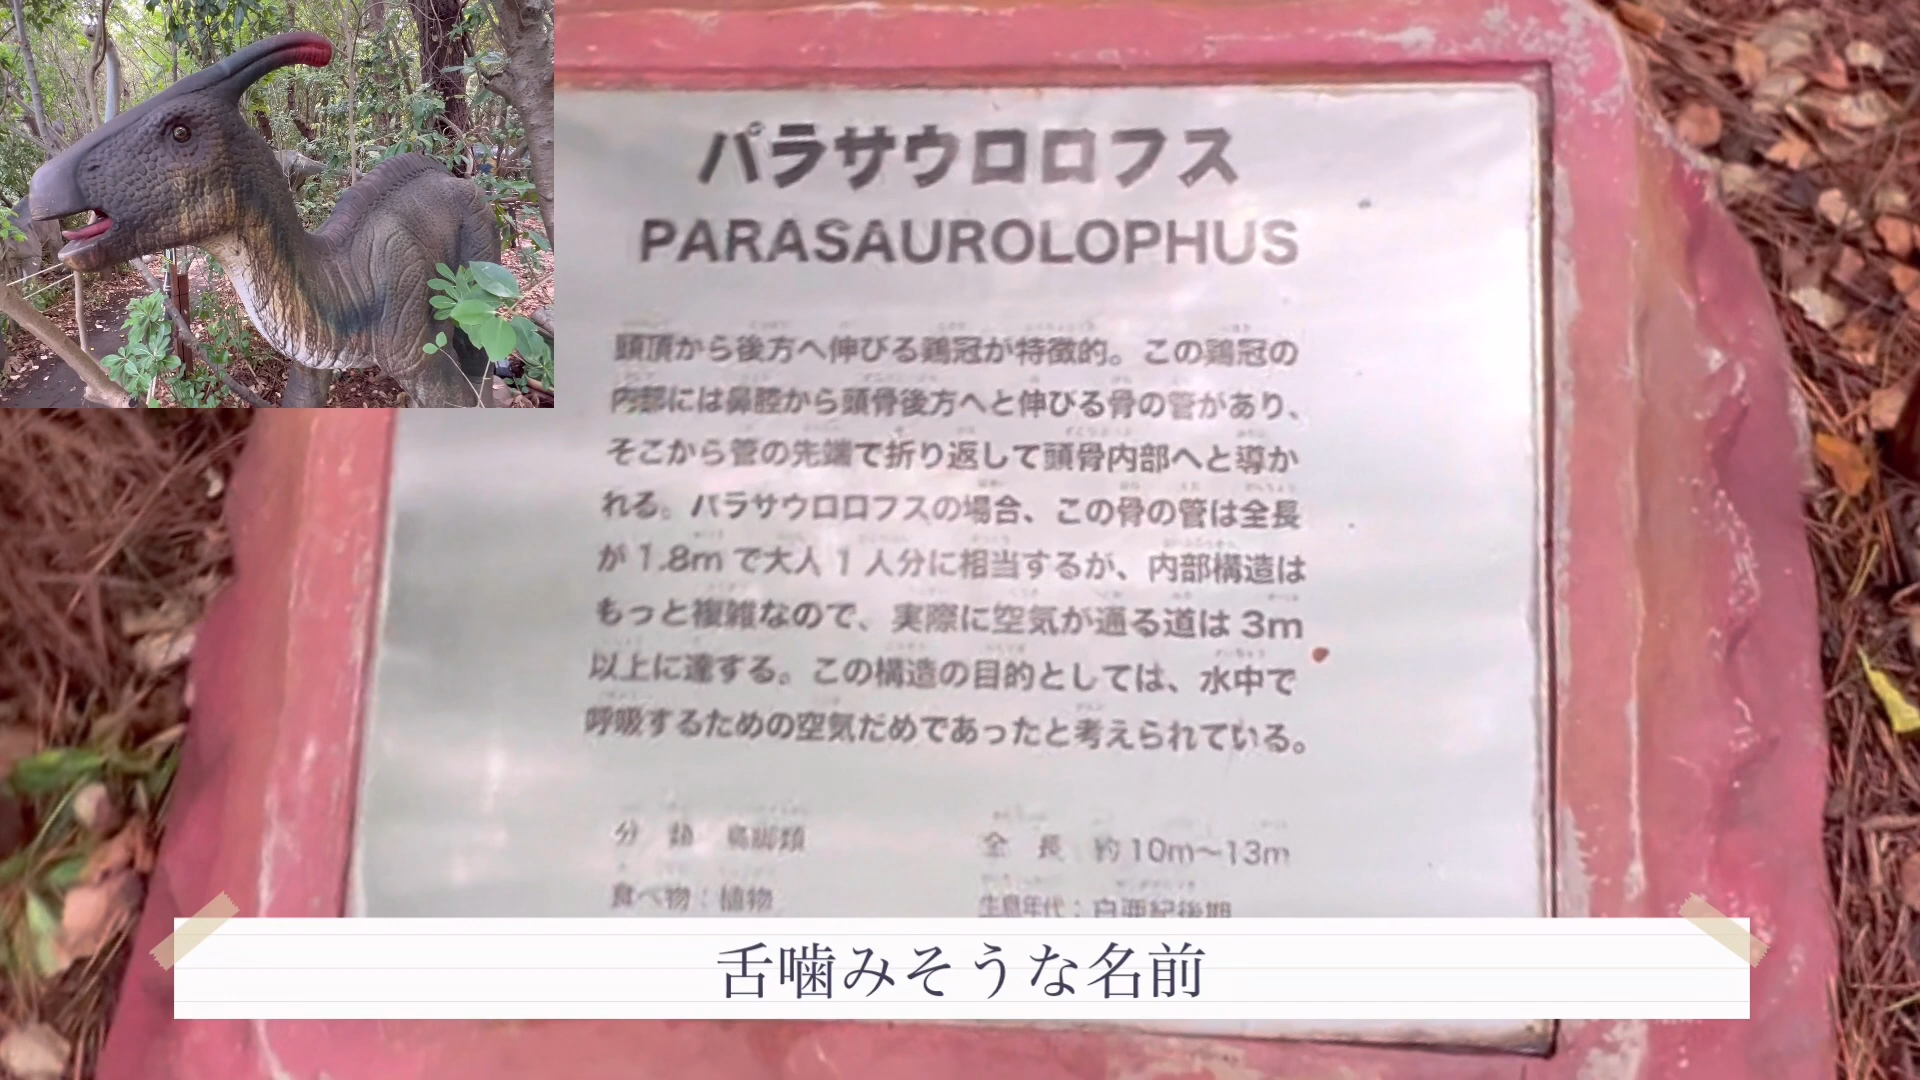 パラサウロロフス
PARASAUROLOPHUS
頭頂から後方へ伸びる鶏冠が特徴的。この鶏冠の
内部には鼻腔から頭骨後方へと伸びる骨の管があり、
そこから管の先端で折り返して頭骨内部へと導か
れる。パラサウロロフスの場合、この骨の管は全長
が1.8mで大人1人分に相当するが、内部構造は
もっと複雑なので、実際に空気が通る道は3m
以上に達する。この構造の目的としては、水中で
呼吸するための空気だめであったと考えられている。
分類 鳥脚類 全長 約10m〜13m
食べ物:植物 生息年代:白亜紀後期
舌噛みそうな名前